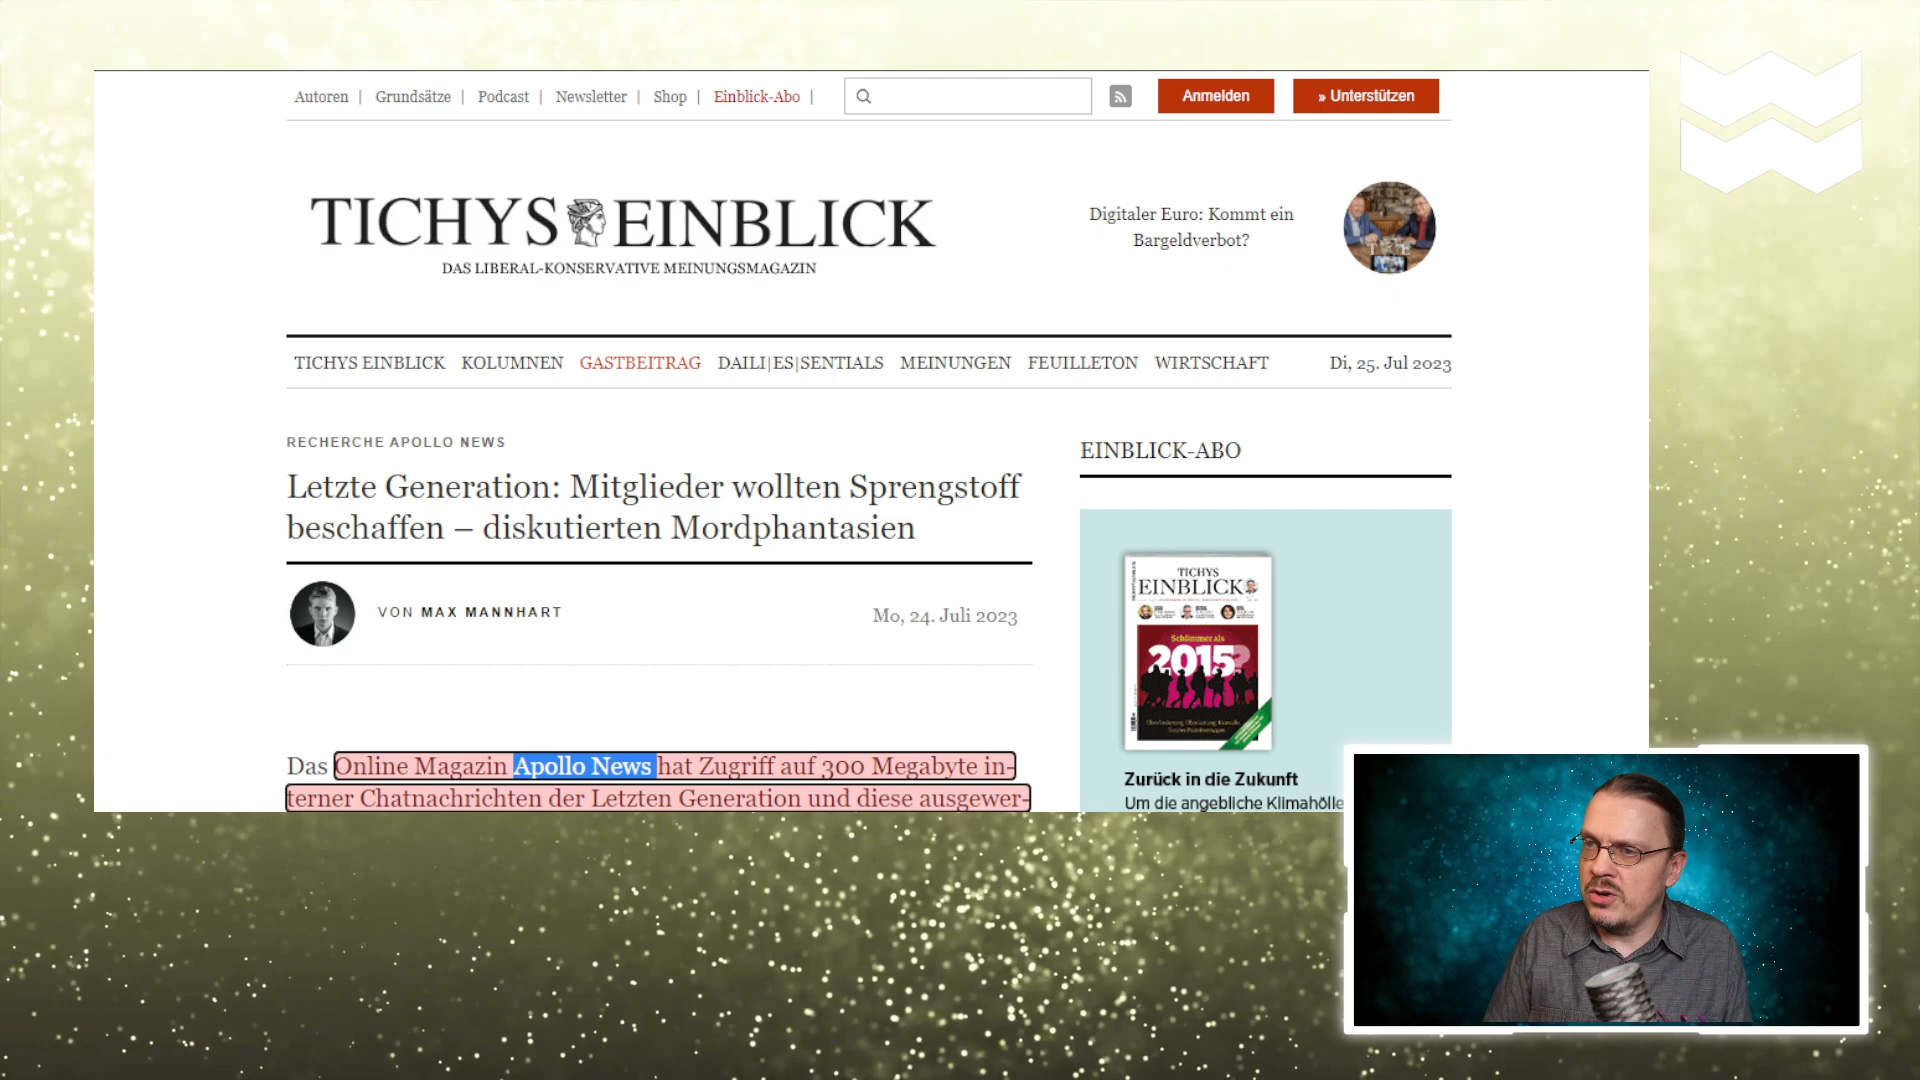 Autoren | Grundsätze | Podcast | Newsletter | Shop | Einblick-Abo |
Anmelden
» Unterstützen
TICHYS EINBLICK
DAS LIBERAL-KONSERVATIVE MEINUNGSMAGAZIN
Digitaler Euro: Kommt ein
Bargeldverbot?
TICHYS EINBLICK KOLUMNEN GASTBEITRAG DAILI|ES|SENTIALS MEINUNGEN FEUILLETON WIRTSCHAFT Di, 25. Jul 2023
RECHERCHE APOLLO NEWS
Letzte Generation: Mitglieder wollten Sprengstoff
beschaffen – diskutierten Mordphantasien
VON MAX MANNHART
Mo, 24. Juli 2023
Das Online Magazin Apollo News hat Zugriff auf 300 Megabyte in-
terner Chatnachrichten der Letzten Generation und diese ausgewer-
EINBLICK-ABO
TICHYS
EINBLICK
Schlimmer als
2015?
Zurück in die Zukunft
Um die angebliche Klimahölle